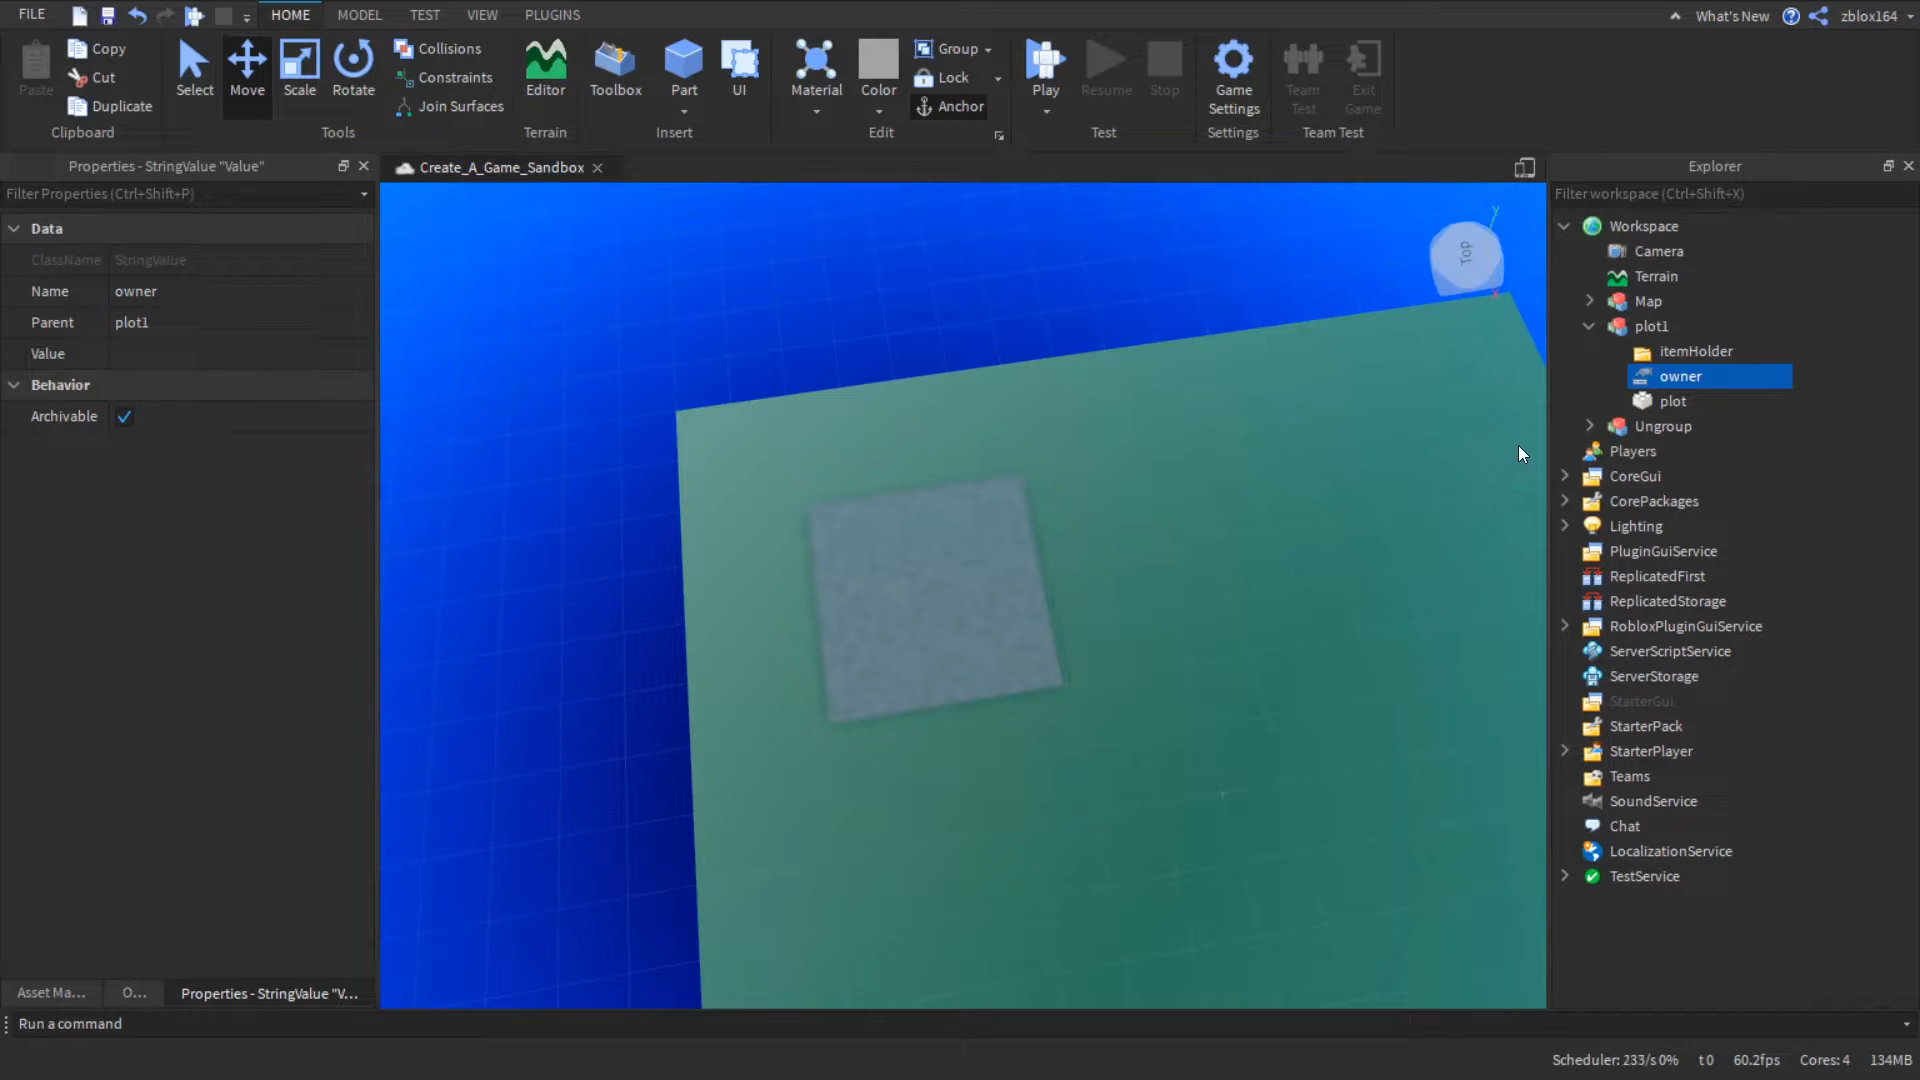 FILE
HOME
MODEL
TEST
VIEW
PLUGINS
What's New
zblox164
Paste
Copy
Cut
Duplicate
Clipboard
Select
Move
Scale
Rotate
Collisions
Constraints
Join Surfaces
Tools
Editor
Terrain
Toolbox
Part
UI
Insert
Material
Color
Group
Lock
Anchor
Edit
Play
Resume
Stop
Test
Game
Settings
Settings
Team
Test
Exit
Game
Team Test
Properties - StringValue "Value"
Filter Properties (Ctrl+Shift+P)
Data
ClassName StringValue
Name owner
Parent plot1
Value
Behavior
Archivable
Asset Ma...
O...
Properties - StringValue "V...
Create_A_Game_Sandbox
Top
Y
X
Explorer
Filter workspace (Ctrl+Shift+X)
Workspace
Camera
Terrain
Map
plot1
itemHolder
owner
plot
Ungroup
Players
CoreGui
CorePackages
Lighting
PluginGuiService
ReplicatedFirst
ReplicatedStorage
RobloxPluginGuiService
ServerScriptService
ServerStorage
StarterGui
StarterPack
StarterPlayer
Teams
SoundService
Chat
LocalizationService
TestService
Run a command
Scheduler: 233/s 0% t 0 60.2fps Cores: 4 134MB